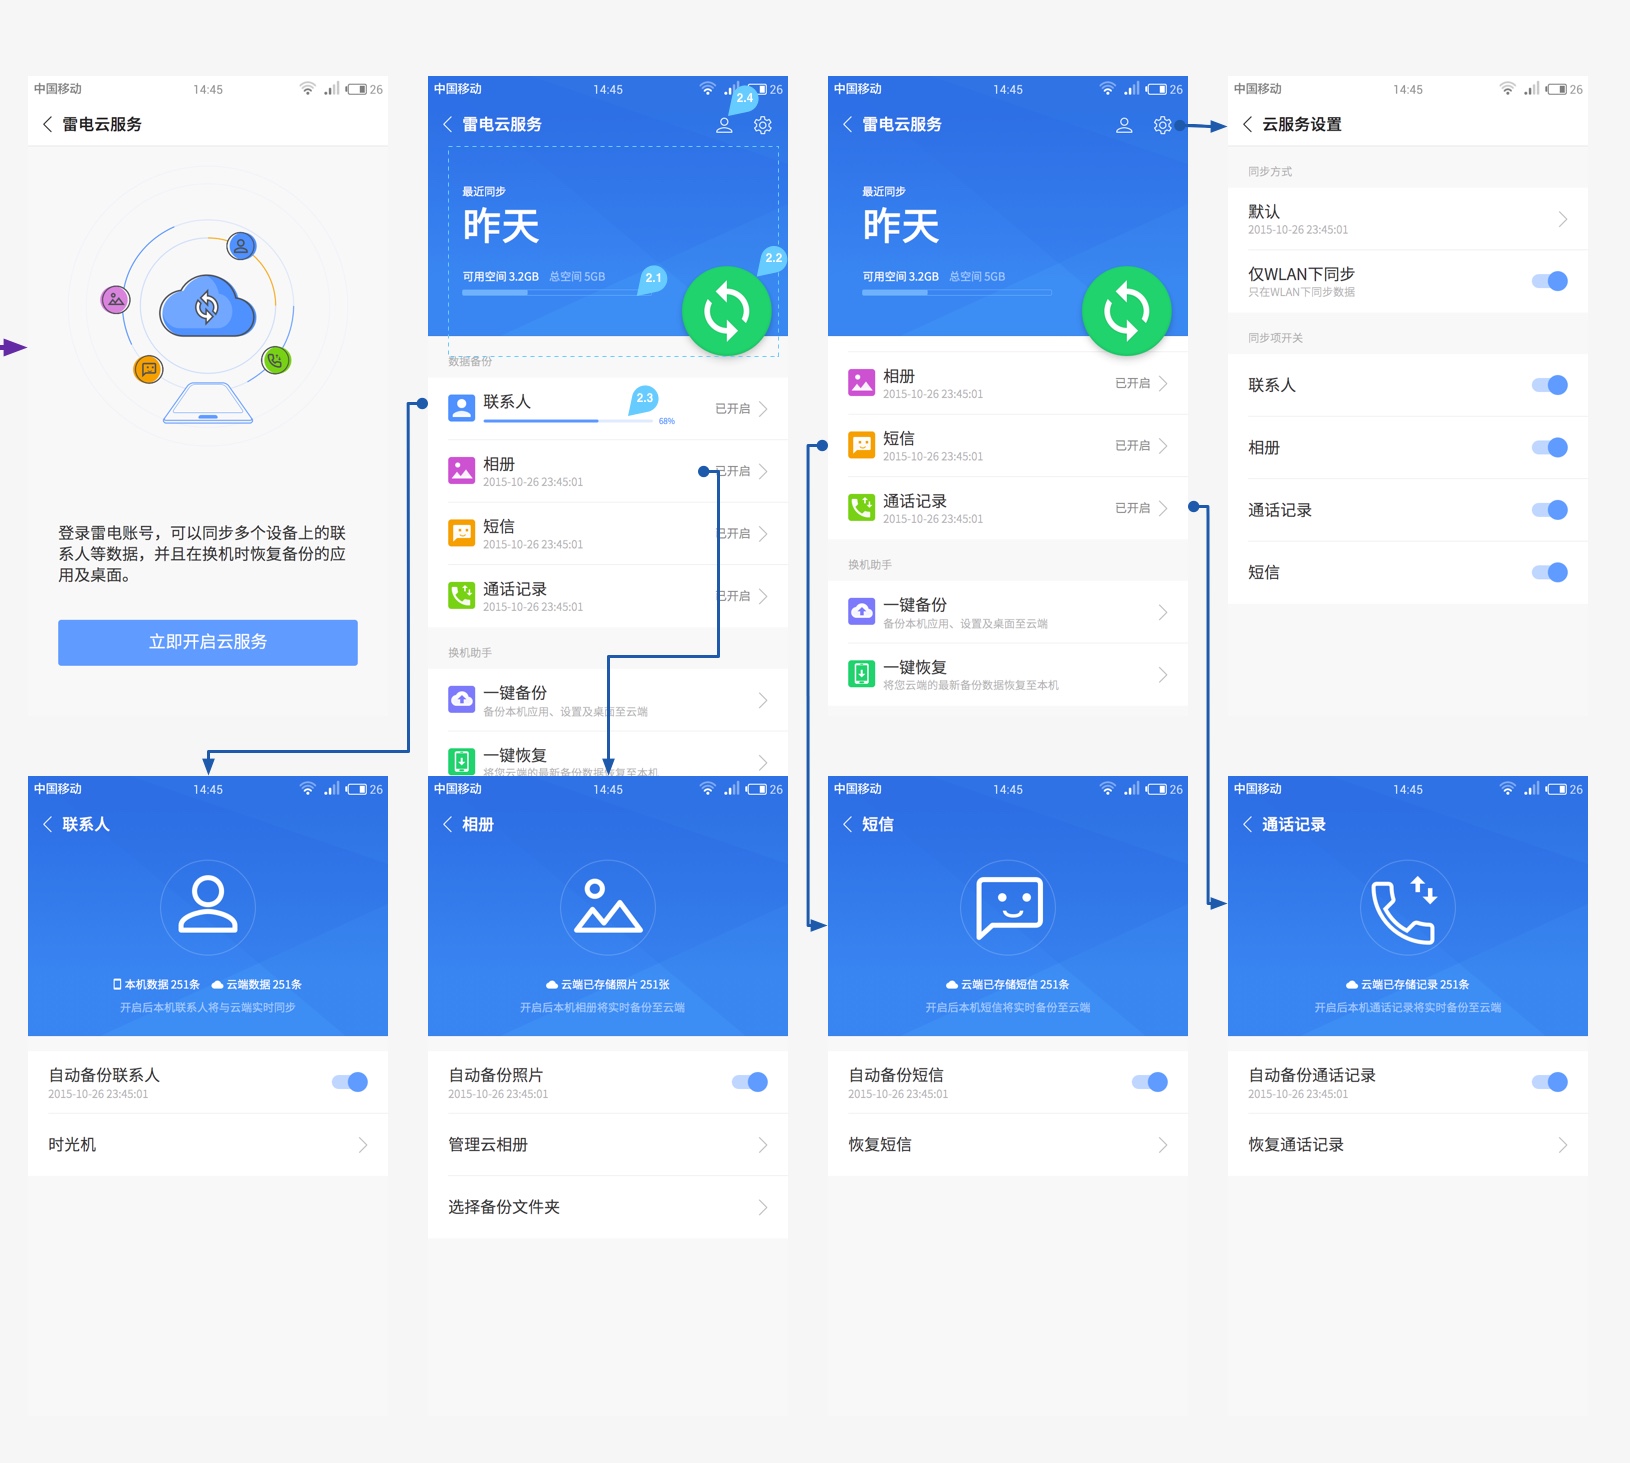 中国移动 14:45 26
雷电云服务
登录雷电账号，可以同步多个设备上的联
系人等数据，并且在换机时恢复备份的应
用及桌面。
立即开启云服务
中国移动 14:45 26
2.4
雷电云服务
最近同步
昨天
2.2
可用空间 3.2GB 总空间 5GB
2.1
数据备份
联系人
2.3
68%
已开启
相册
2015-10-26 23:45:01
已开启
短信
2015-10-26 23:45:01
已开启
通话记录
2015-10-26 23:45:01
已开启
换机助手
一键备份
备份本机应用、设置及桌面至云端
一键恢复
将您云端的最新备份数据恢复至本机
中国移动 14:45 26
雷电云服务
最近同步
昨天
可用空间 3.2GB 总空间 5GB
相册
2015-10-26 23:45:01
已开启
短信
2015-10-26 23:45:01
已开启
通话记录
2015-10-26 23:45:01
已开启
换机助手
一键备份
备份本机应用、设置及桌面至云端
一键恢复
将您云端的最新备份数据恢复至本机
中国移动 14:45 26
云服务设置
同步方式
默认
2015-10-26 23:45:01
仅WLAN下同步
只在WLAN下同步数据
同步项开关
联系人
相册
通话记录
短信
中国移动 14:45 26
联系人
本机数据 251条 云端数据 251条
开启后本机联系人将与云端实时同步
自动备份联系人
2015-10-26 23:45:01
时光机
中国移动 14:45 26
相册
云端已存储照片 251张
开启后本机相册将实时备份至云端
自动备份照片
2015-10-26 23:45:01
管理云相册
选择备份文件夹
中国移动 14:45 26
短信
云端已存储短信 251条
开启后本机短信将实时备份至云端
自动备份短信
2015-10-26 23:45:01
恢复短信
中国移动 14:45 26
通话记录
云端已存储记录 251条
开启后本机通话记录将实时备份至云端
自动备份通话记录
2015-10-26 23:45:01
恢复通话记录